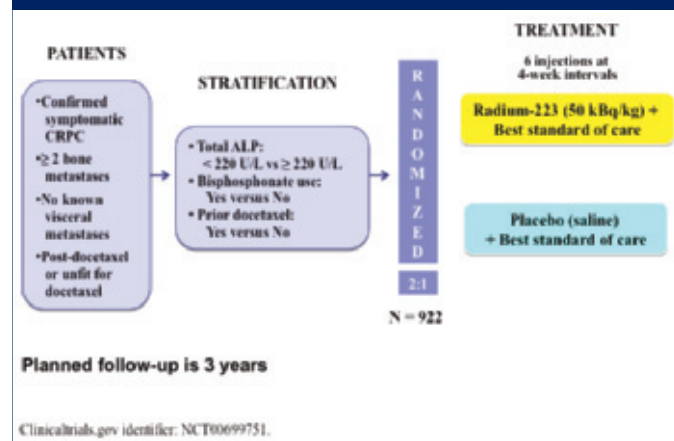 PATIENTS
•Confirmed
symptomatic
CRPC
•≥ 2 bone
metastases
•No known
visceral
metastases
•Post-docetaxel
or unfit for
docetaxel
STRATIFICATION
• Total ALP:
< 220 U/L vs ≥ 220 U/L
• Bisphosphonate use:
Yes versus No
• Prior docetaxel:
Yes versus No
RANDOMIZED
2:1
N = 922
TREATMENT
6 injections at
4-week intervals
Radium-223 (50 kBq/kg) +
Best standard of care
Placebo (saline)
+ Best standard of care
Planned follow-up is 3 years
Clinicaltrials.gov identifier: NCT00699751.